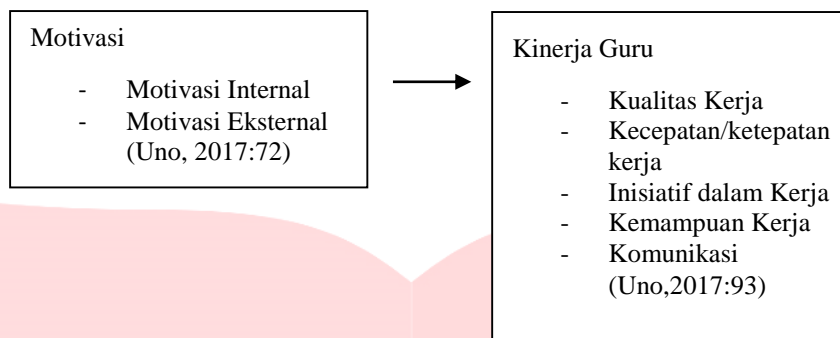 Motivasi
- Motivasi Internal
- Motivasi Eksternal
(Uno, 2017:72)
Kinerja Guru
- Kualitas Kerja
- Kecepatan/ketepatan
kerja
- Inisiatif dalam Kerja
- Kemampuan Kerja
- Komunikasi
(Uno,2017:93)